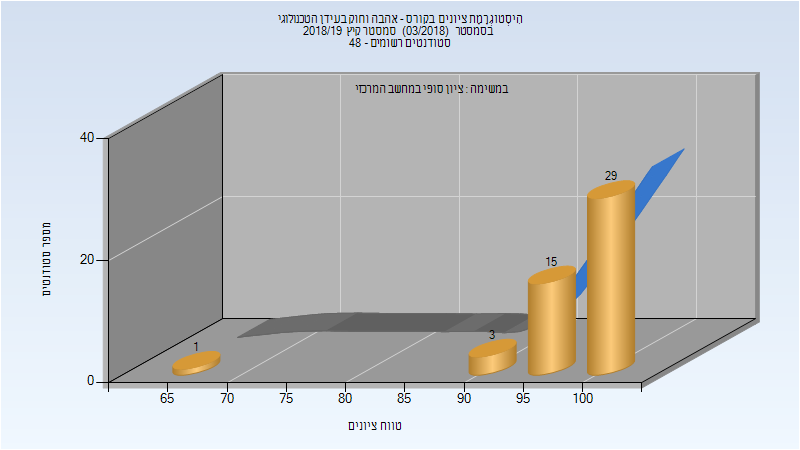 היסטוגרמת ציונים בקורס - אהבה וחוק בעידן הטכנולוגי
בסמסטר (03/2018) סמסטר קיץ 2018/19
סטודנטים רשומים - 48
במשימה : ציון סופי במחשב המרכזי
40
20
0
מספר סטודנטים
1
3
15
29
65
70
75
80
85
90
95
100
טווח ציונים